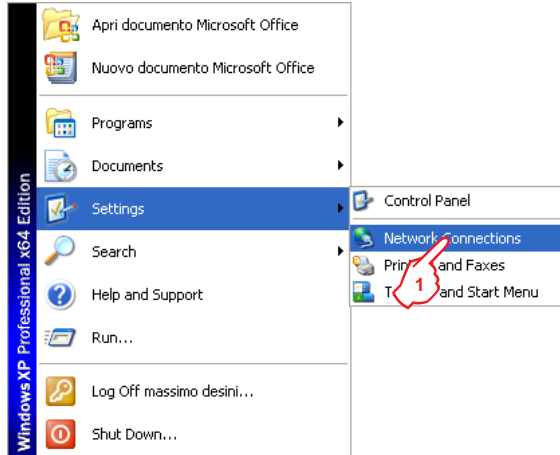 Apri documento Microsoft Office
Nuovo documento Microsoft Office
Programs
Documents
Settings
Search
Help and Support
Run...
Log Off massimo desini...
Shut Down...
Windows XP Professional x64 Edition
Control Panel
Network Connections
and Faxes
and Start Menu
1